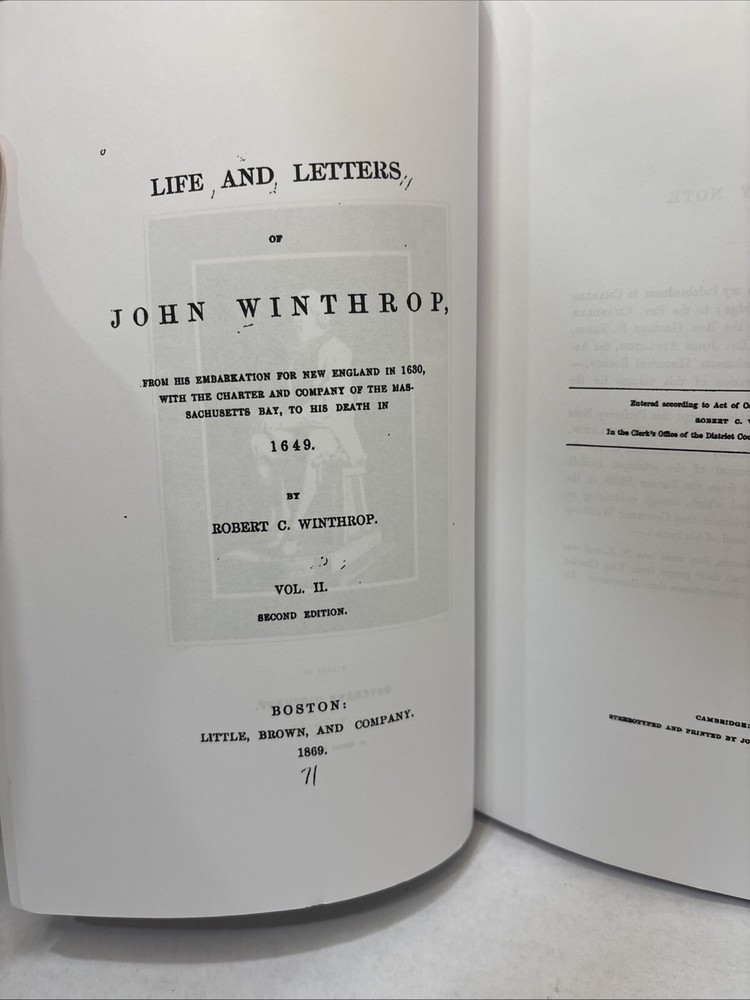 LIFE AND LETTERS
OF
JOHN WINTHROP,
FROM HIS EMBARKATION FOR NEW ENGLAND IN 1630,
WITH THE CHARTER AND COMPANY OF THE MAS-
SACHUSETTS BAY, TO HIS DEATH IN
1649.
BY
ROBERT C. WINTHROP.
VOL. II.
SECOND EDITION.
BOSTON:
LITTLE, BROWN, AND COMPANY.
1869.
71
Entered according to Act of
ROBERT C.
In the Clerk's Office of the District
CAMBRIDGE:
STEREOTYPED AND PRINTED BY